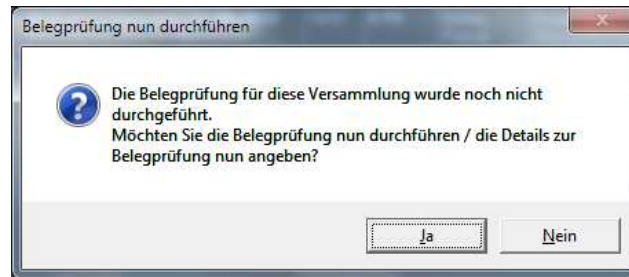 Belegprüfung nun durchführen
Die Belegprüfung für diese Versammlung wurde noch nicht
durchgeführt.
Möchten Sie die Belegprüfung nun durchführen / die Details zur
Belegprüfung nun angeben?
Ja
Nein